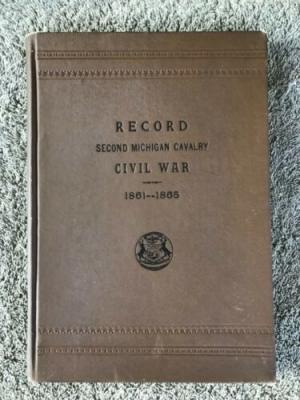 RECORD
SECOND MICHIGAN CAVALRY
CIVIL WAR
1861--1865